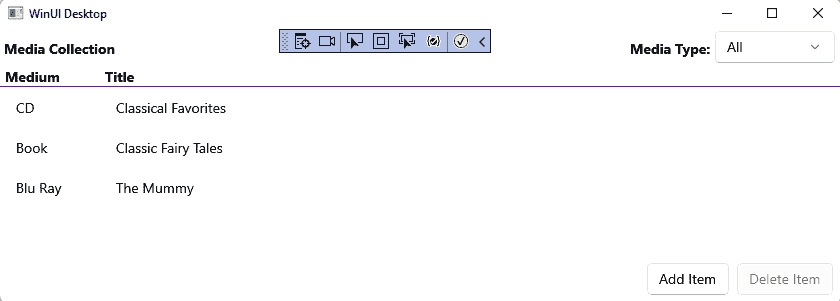 WinUI Desktop
Media Collection Media Type: All
Medium Title
CD Classical Favorites
Book Classic Fairy Tales
Blu Ray The Mummy
Add Item Delete Item